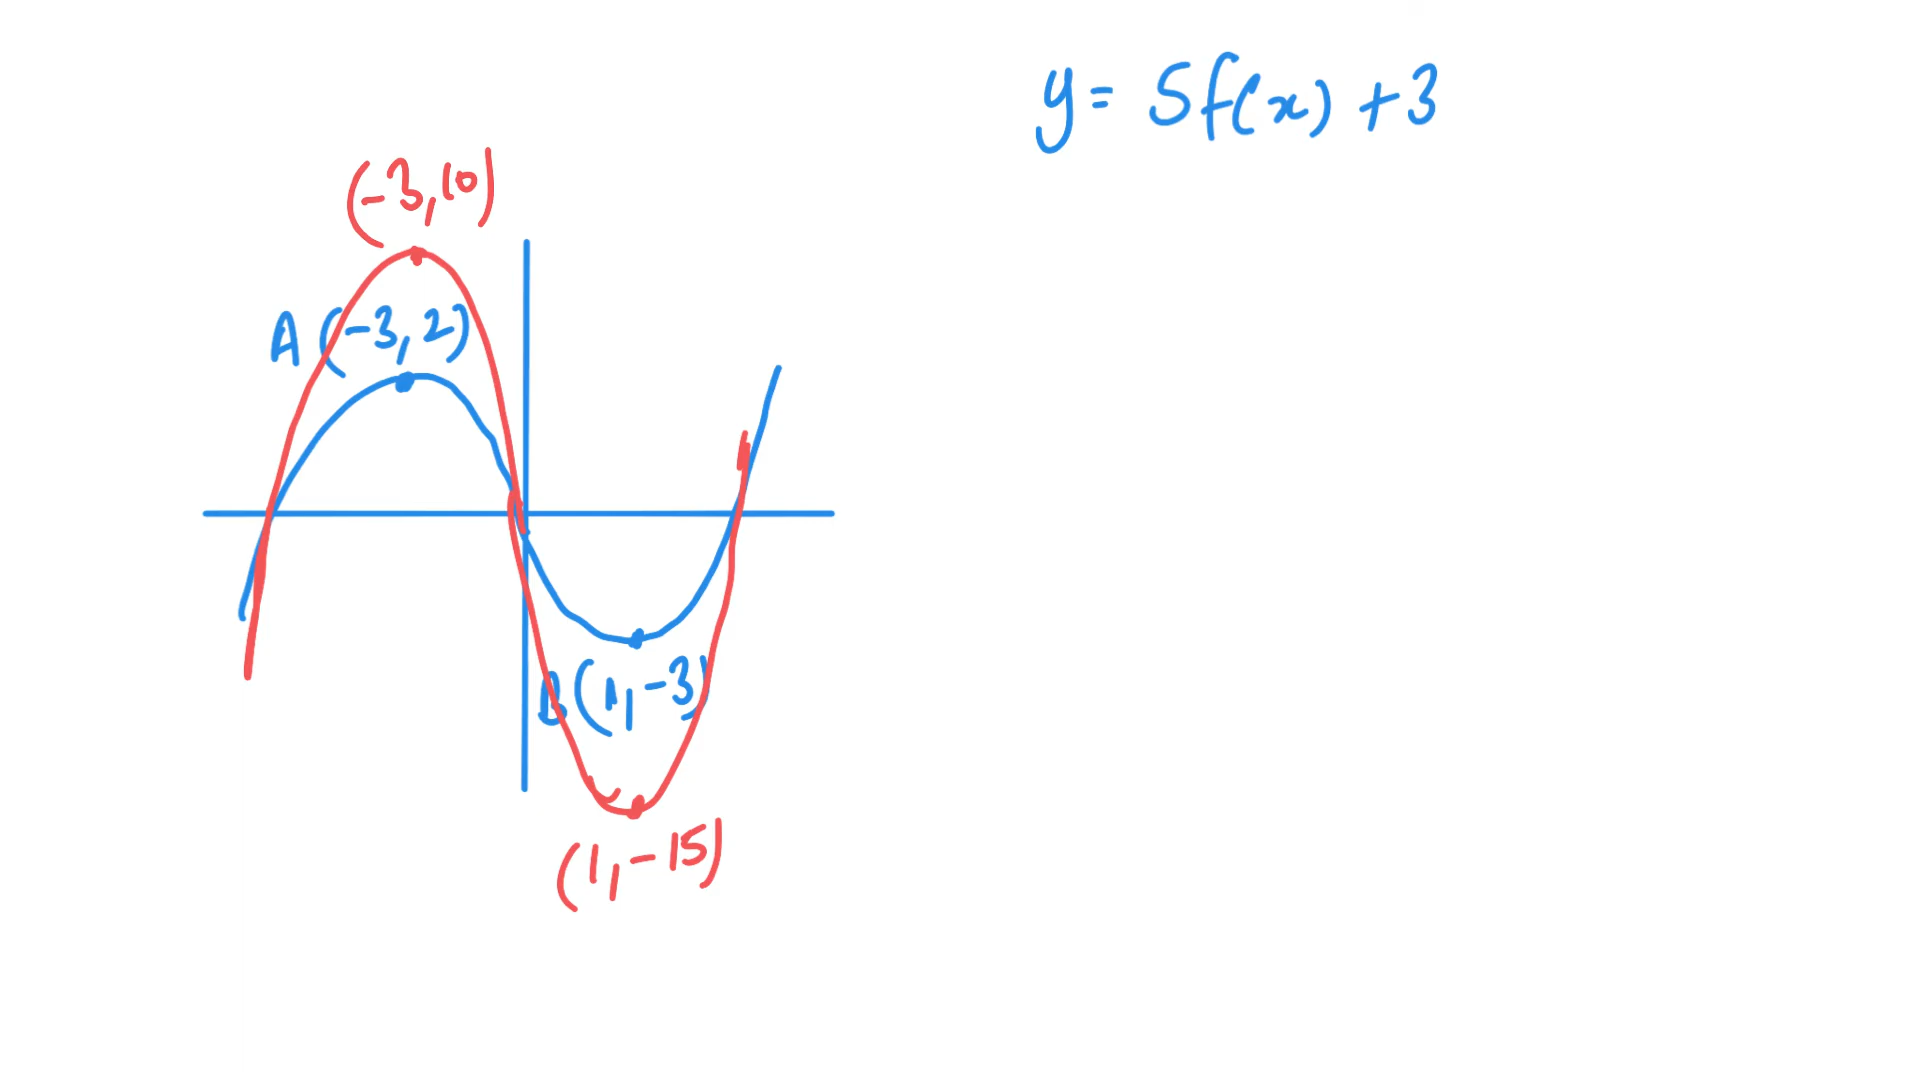 y = 5f(x) + 3
(-3, 10)
A (-3, 2)
B (1, -3)
(1, -15)